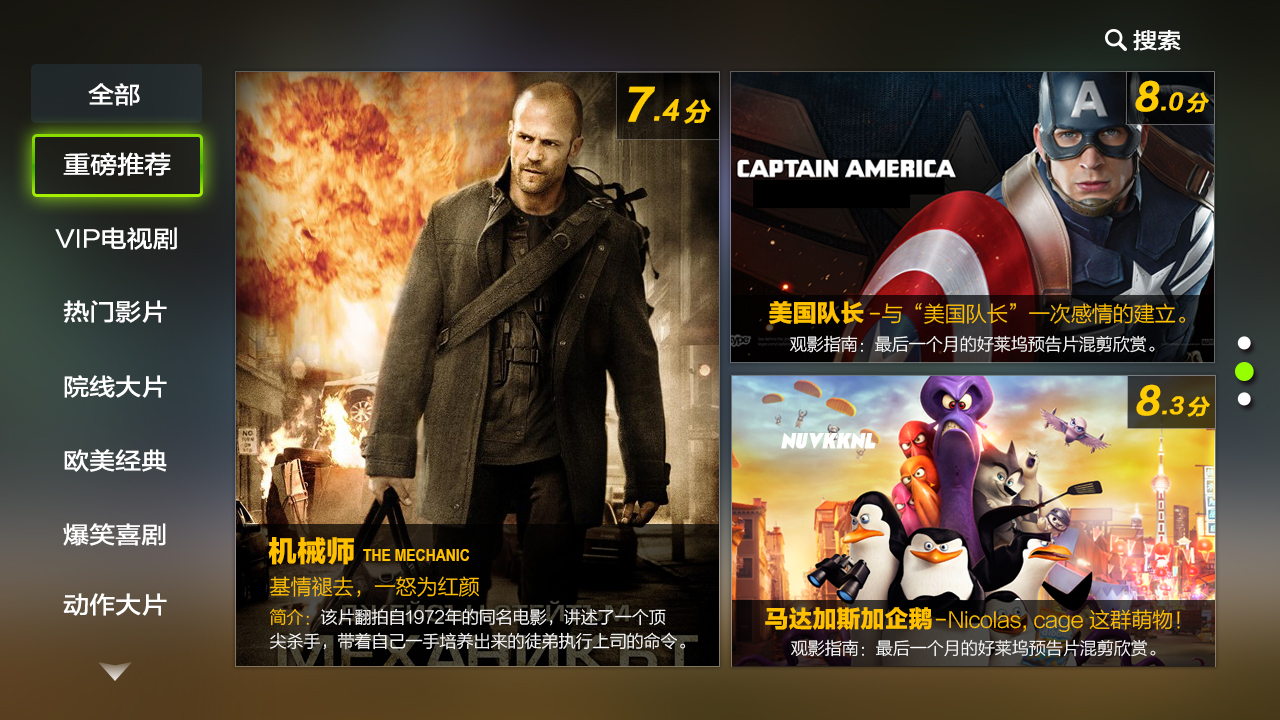 搜索
全部
重磅推荐
VIP电视剧
热门影片
院线大片
欧美经典
爆笑喜剧
动作大片
7.4分
NO
机械师 THE MECHANIC
基情褪去，一怒为红颜
简介：该片翻拍自1972年的同名电影，讲述了一个顶
尖杀手，带着自己一手培养出来的徒弟执行上司的命令。
МЕХАНИК
8.0分
A
CAPTAIN AMERICA
美国队长-与“美国队长”一次感情的建立。
观影指南：最后一个月的好莱坞预告片混剪欣赏。
8.3分
NUVKKNL
马达加斯加企鹅-Nicolas, cage 这群萌物！
观影指南：最后一个月的好莱坞预告片混剪欣赏。